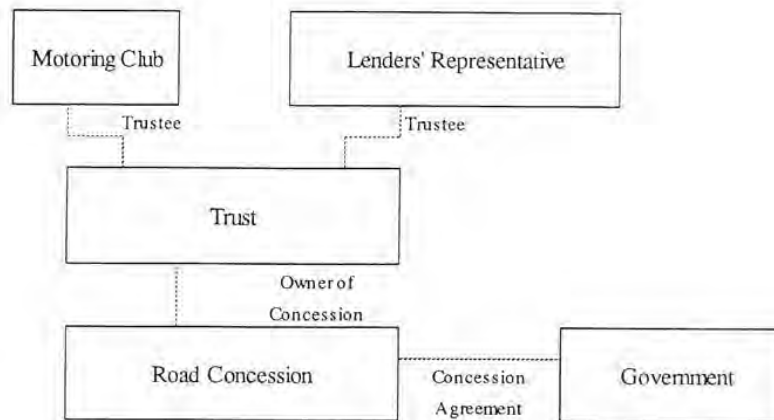 Motoring Club
Lenders' Representative
Trustee
Trustee
Trust
Owner of
Concession
Road Concession
Concession
Agreement
Government